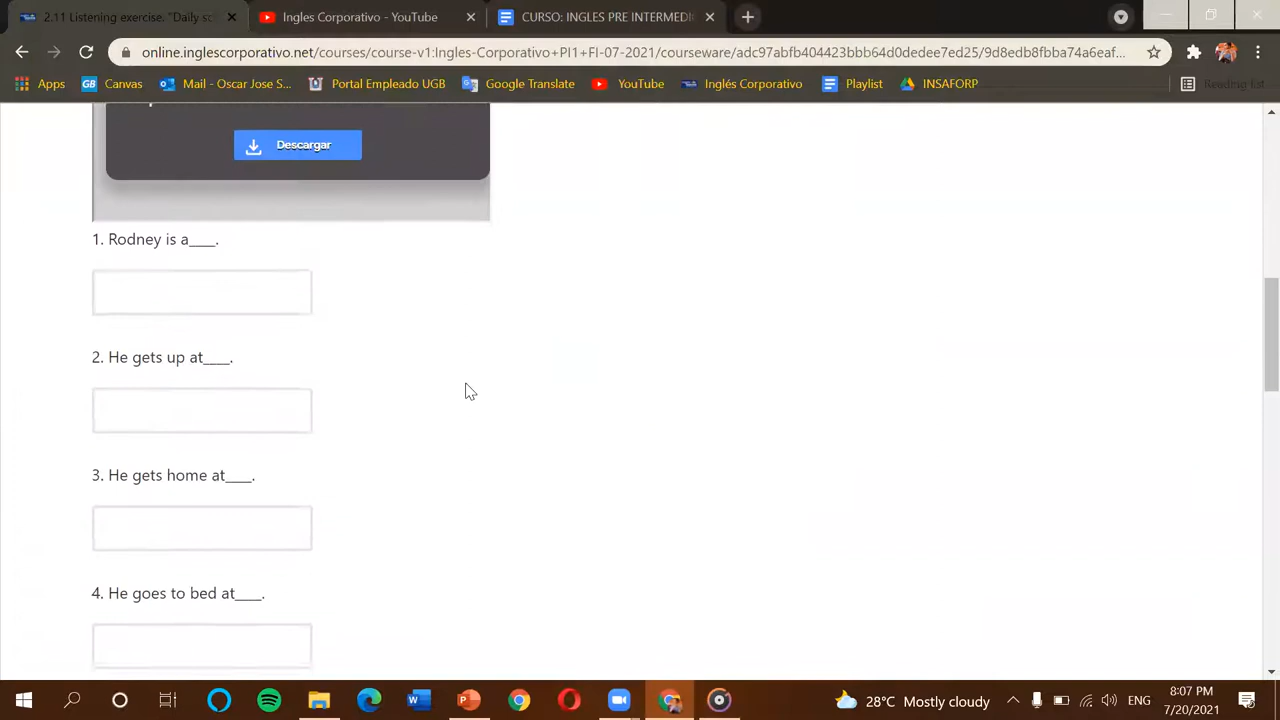 2.11 Listening exercise. "Daily sc
Ingles Corporativo - YouTube
CURSO: INGLES PRE INTERMEDI
online.inglescorporativo.net/courses/course-v1:Ingles-Corporativo+PI1+FI-07-2021/courseware/adc97abfb404423bbb64d0dedee7ed25/9d8edb8fbba74a6eaf...
Apps
Canvas
Mail - Oscar Jose S...
Portal Empleado UGB
Google Translate
YouTube
Inglés Corporativo
Playlist
INSAFORP
Reading list
Descargar
1. Rodney is a____.
2. He gets up at____.
3. He gets home at____.
4. He goes to bed at____.
28°C Mostly cloudy
ENG
8:07 PM
7/20/2021